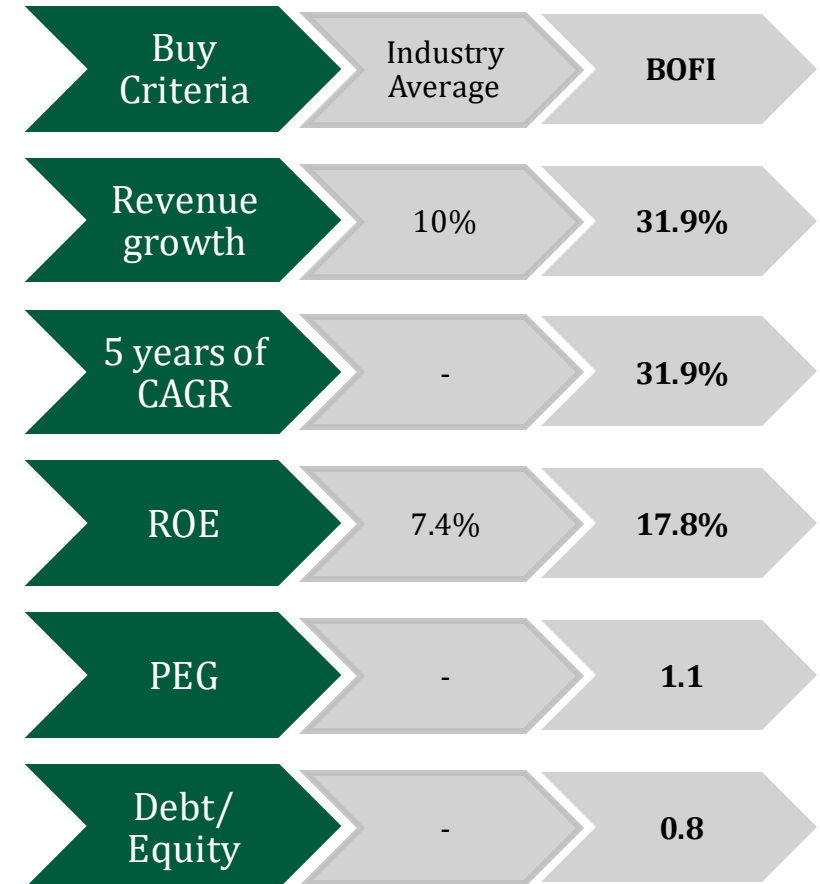 Buy
Criteria
Industry
Average
BOFI
Revenue
growth
10%
31.9%
5 years of
CAGR
-
31.9%
ROE
7.4%
17.8%
PEG
-
1.1
Debt/
Equity
-
0.8